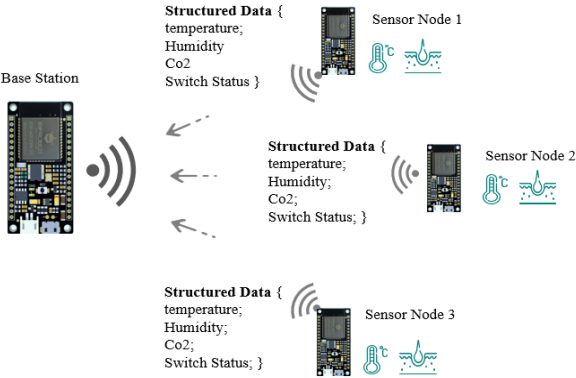 Structured Data {
temperature;
Humidity
Co2
Switch Status }
Sensor Node 1
°C
Base Station
Structured Data {
temperature;
Humidity;
Co2;
Switch Status; }
Sensor Node 2
°C
Structured Data {
temperature;
Humidity;
Co2;
Switch Status; }
Sensor Node 3
°C